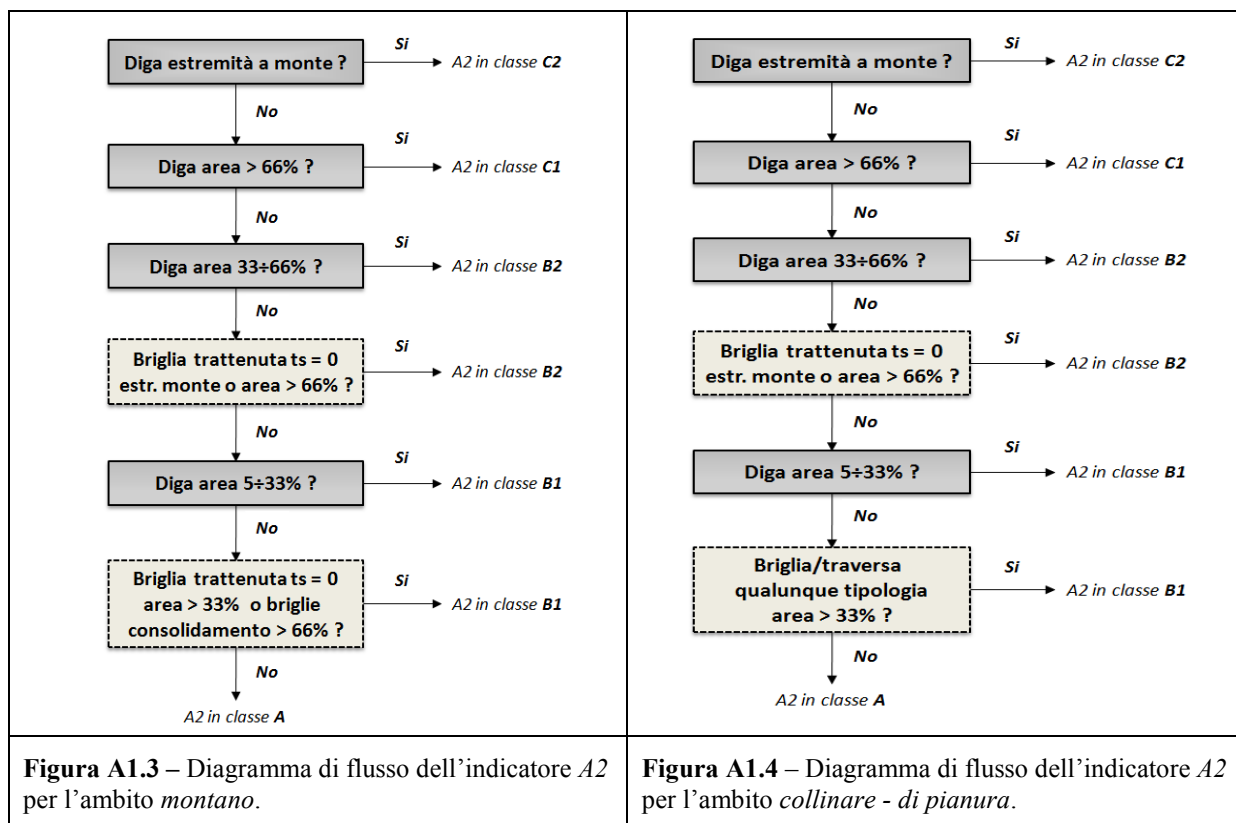 Diga estremità a monte ?
Si
A2 in classe C2
No
Diga area > 66% ?
Si
A2 in classe C1
No
Diga area 33÷66% ?
Si
A2 in classe B2
No
Briglia trattenuta ts = 0
estr. monte o area > 66% ?
Si
A2 in classe B2
No
Diga area 5÷33% ?
Si
A2 in classe B1
No
Briglia trattenuta ts = 0
area > 33% o briglie
consolidamento > 66% ?
Si
A2 in classe B1
No
A2 in classe A
Figura A1.3 – Diagramma di flusso dell'indicatore A2
per l'ambito montano.
Diga estremità a monte ?
Si
A2 in classe C2
No
Diga area > 66% ?
Si
A2 in classe C1
No
Diga area 33÷66% ?
Si
A2 in classe B2
No
Briglia trattenuta ts = 0
estr. monte o area > 66% ?
Si
A2 in classe B2
No
Diga area 5÷33% ?
Si
A2 in classe B1
No
Briglia/traversa
qualunque tipologia
area > 33% ?
Si
A2 in classe B1
No
A2 in classe A
Figura A1.4 – Diagramma di flusso dell'indicatore A2
per l'ambito collinare - di pianura.